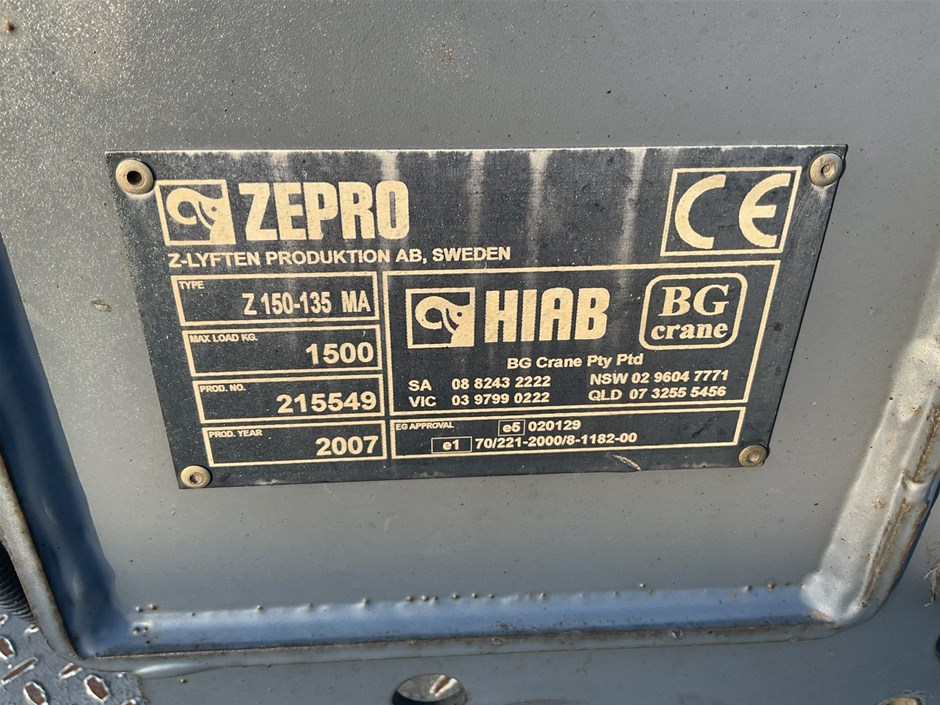 ZEPRO
CE
Z-LYFTEN PRODUKTION AB, SWEDEN
TYPE
Z 150-135 MA
MAX LOAD KG.
1500
PROD. NO.
215549
PROD. YEAR
2007
HIAB
BG
crane
BG Crane Pty Ptd
SA 08 8243 2222 NSW 02 9604 7771
VIC 03 9799 0222 QLD 07 3255 5456
EG APPROVAL
e5 020129
e1 70/221-2000/8-1182-00